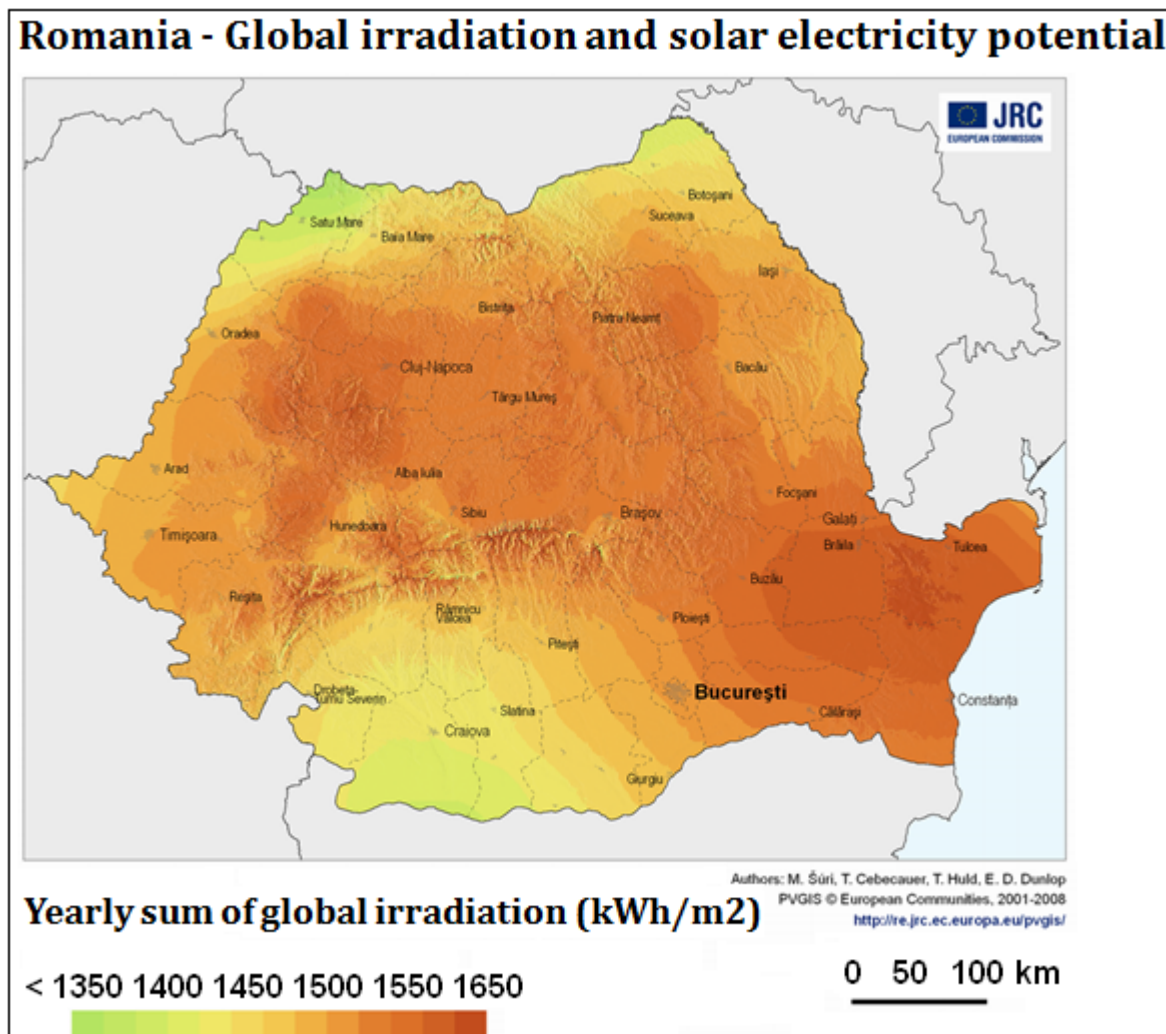 Romania - Global irradiation and solar electricity potential
JRC
EUROPEAN COMMISSION
Botoşani
Suceava
Satu Mare
Baia Mare
Iaşi
Bistriţa
Piatra-Neamţ
Oradea
Cluj-Napoca
Bacău
Târgu Mureş
Arad
Alba Iulia
Focşani
Sibiu
Braşov
Galaţi
Hunedoara
Timişoara
Brăila
Tulcea
Buzău
Reşiţa
Râmnicu
Vâlcea
Ploieşti
Piteşti
Drobeta-
Turnu Severin
Bucureşti
Constanţa
Slatina
Călăraşi
Craiova
Giurgiu
Authors: M. Šúri, T. Cebecauer, T. Huld, E. D. Dunlop
PVGIS © European Communities, 2001-2008
http://re.jrc.ec.europa.eu/pvgis/
Yearly sum of global irradiation (kWh/m2)
0 50 100 km
< 1350 1400 1450 1500 1550 1650